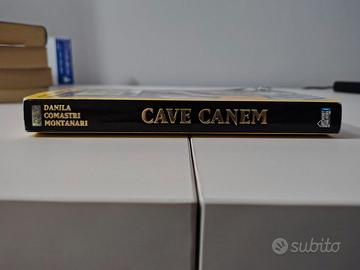 DANILA
COMASTRI
MONTANARI
CAVE CANEM
subito